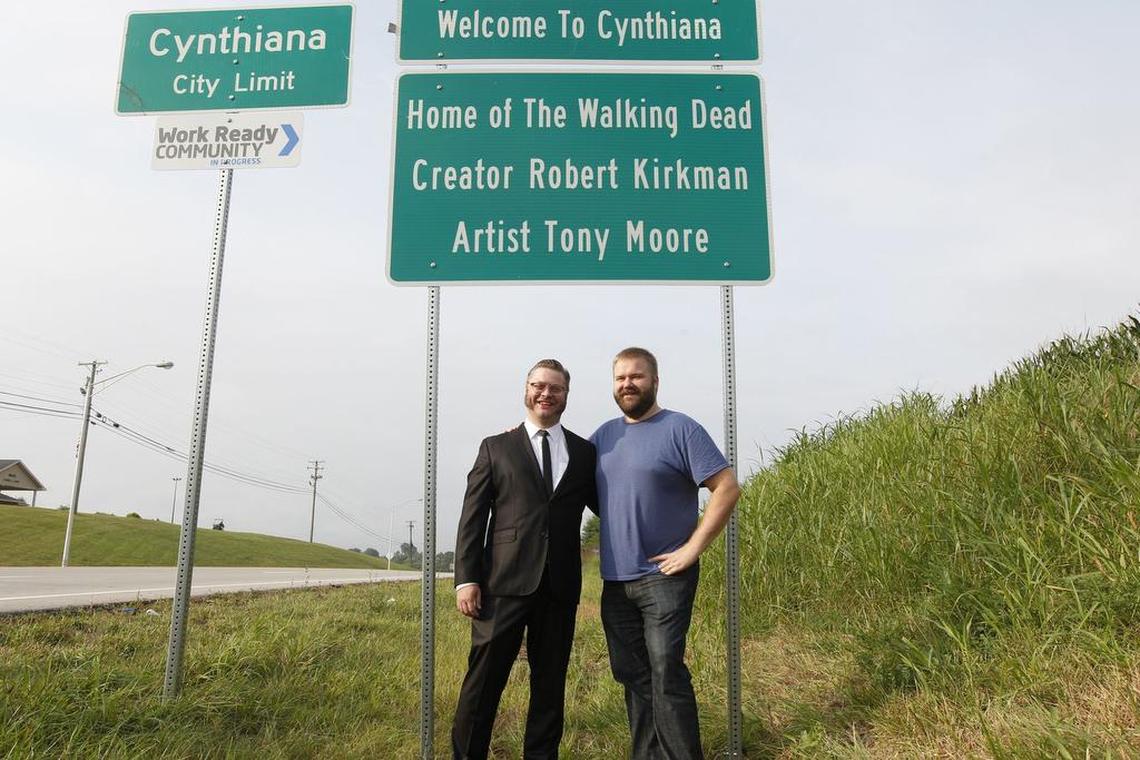 Cynthiana
City Limit
Work Ready
COMMUNITY
IN PROGRESS
Welcome To Cynthiana
Home of The Walking Dead
Creator Robert Kirkman
Artist Tony Moore